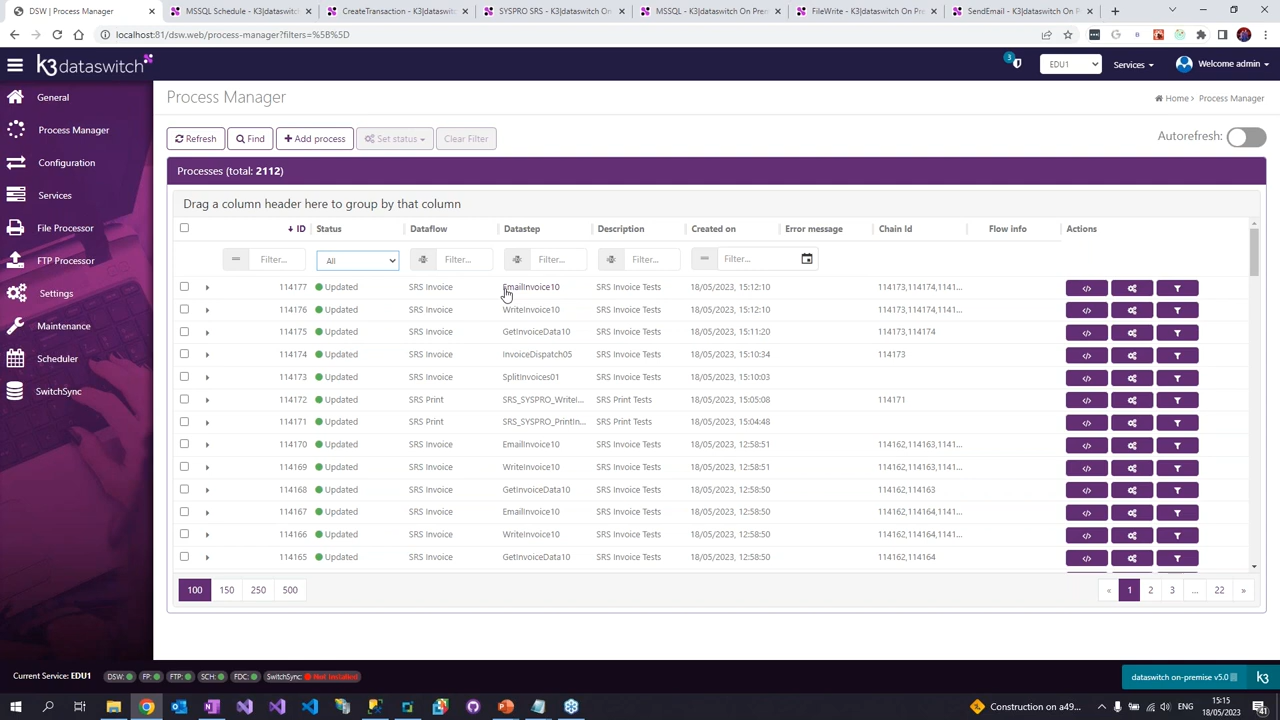 DSW | Process Manager
MSSQL Schedule - K3|dataswitch
CreateTransaction - K3|dataswitch
SYSPRO SRS - K3|dataswitch On
MSSQL - K3|dataswitch On Pren
FileWrite - K3|dataswitch On Pre
SendEmail - K3|dataswitch On P
localhost:81/dsw.web/process-manager?filters=%5B%5D
k3 dataswitch
3
EDU1
Services
Welcome admin
General
Process Manager
Configuration
Services
File Processor
FTP Processor
Settings
Maintenance
Scheduler
SwitchSync
Process Manager
Home > Process Manager
Refresh Find Add process Set status Clear Filter
Autorefresh:
Processes (total: 2112)
Drag a column header here to group by that column
ID Status Dataflow Datastep Description Created on Error message Chain Id Flow info Actions
Filter... All Filter... Filter... Filter... Filter...
114177 Updated SRS Invoice EmailInvoice10 SRS Invoice Tests 18/05/2023, 15:12:10 114173,114174,1141...
114176 Updated SRS Invoice WriteInvoice10 SRS Invoice Tests 18/05/2023, 15:12:10 114173,114174,1141...
114175 Updated SRS Invoice GetInvoiceData10 SRS Invoice Tests 18/05/2023, 15:11:20 114173,114174
114174 Updated SRS Invoice InvoiceDispatch05 SRS Invoice Tests 18/05/2023, 15:10:34 114173
114173 Updated SRS Invoice SplitInvoices01 SRS Invoice Tests 18/05/2023, 15:10:03
114172 Updated SRS Print SRS_SYSPRO_WriteI... SRS Print Tests 18/05/2023, 15:05:08 114171
114171 Updated SRS Print SRS_SYSPRO_PrintIn... SRS Print Tests 18/05/2023, 15:04:48
114170 Updated SRS Invoice EmailInvoice10 SRS Invoice Tests 18/05/2023, 12:58:51 114162,114163,1141...
114169 Updated SRS Invoice WriteInvoice10 SRS Invoice Tests 18/05/2023, 12:58:51 114162,114163,1141...
114168 Updated SRS Invoice GetInvoiceData10 SRS Invoice Tests 18/05/2023, 12:58:50 114162,114163
114167 Updated SRS Invoice EmailInvoice10 SRS Invoice Tests 18/05/2023, 12:58:50 114162,114164,1141...
114166 Updated SRS Invoice WriteInvoice10 SRS Invoice Tests 18/05/2023, 12:58:50 114162,114164,1141...
114165 Updated SRS Invoice GetInvoiceData10 SRS Invoice Tests 18/05/2023, 12:58:50 114162,114164
100 150 250 500
« 1 2 3 ... 22 »
Current Service: EDU1 DSW: FP: FTP: SCH: FDC: SwitchSync: Not installed
dataswitch on-premise v5.0 k3
Construction on a49...
15:15
18/05/2023